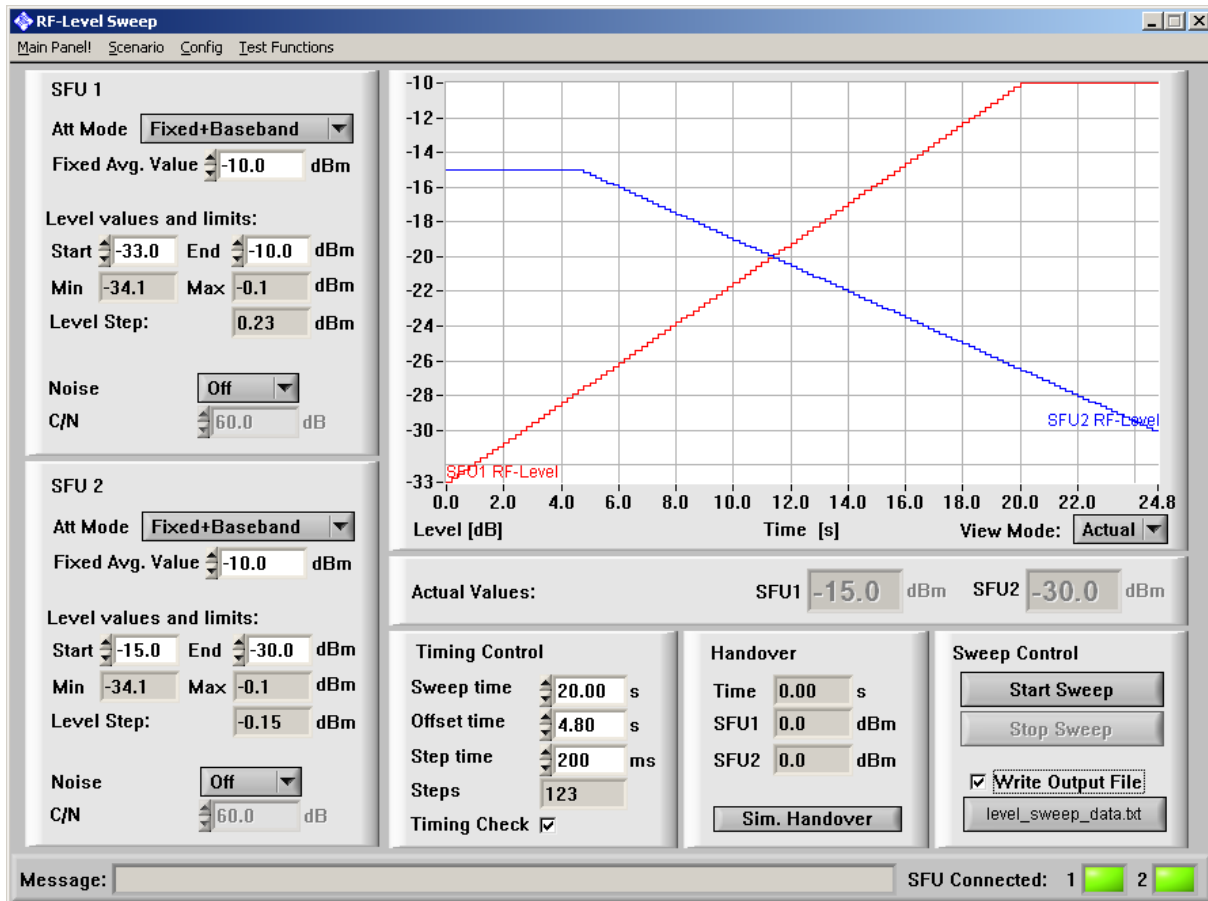 RF-Level Sweep
Main Panel! Scenario Config Test Functions
SFU 1
Att Mode Fixed+Baseband
Fixed Avg. Value -10.0 dBm
Level values and limits:
Start -33.0 End -10.0 dBm
Min -34.1 Max -0.1 dBm
Level Step: 0.23 dBm
Noise Off
C/N 60.0 dB
SFU 2
Att Mode Fixed+Baseband
Fixed Avg. Value -10.0 dBm
Level values and limits:
Start -15.0 End -30.0 dBm
Min -34.1 Max -0.1 dBm
Level Step: -0.15 dBm
Noise Off
C/N 60.0 dB
-10
-12
-14
-16
-18
-20
-22
-24
-26
-28
-30
-33
SFU2 RF-Level
SFU1 RF-Level
0.0 2.0 4.0 6.0 8.0 10.0 12.0 14.0 16.0 18.0 20.0 22.0 24.8
Level [dB] Time [s] View Mode: Actual
Actual Values: SFU1 -15.0 dBm SFU2 -30.0 dBm
Timing Control
Sweep time 20.00 s
Offset time 4.80 s
Step time 200 ms
Steps 123
Timing Check
Handover
Time 0.00 s
SFU1 0.0 dBm
SFU2 0.0 dBm
Sim. Handover
Sweep Control
Start Sweep
Stop Sweep
Write Output File
level_sweep_data.txt
Message: SFU Connected: 1 2